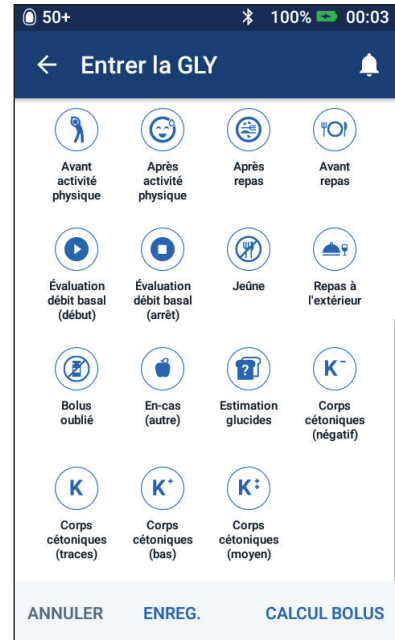 50+ 100% 00:03
Entrer la GLY
Avant
activité
physique
Après
activité
physique
Après
repas
Avant
repas
Évaluation
débit basal
(début)
Évaluation
débit basal
(arrêt)
Jeûne
Repas à
l'extérieur
?
K-
Bolus
oublié
En-cas
(autre)
Estimation
glucides
Corps
cétoniques
(négatif)
K
K+
K‡
Corps
cétoniques
(traces)
Corps
cétoniques
(bas)
Corps
cétoniques
(moyen)
ANNULER ENREG. CALCUL BOLUS